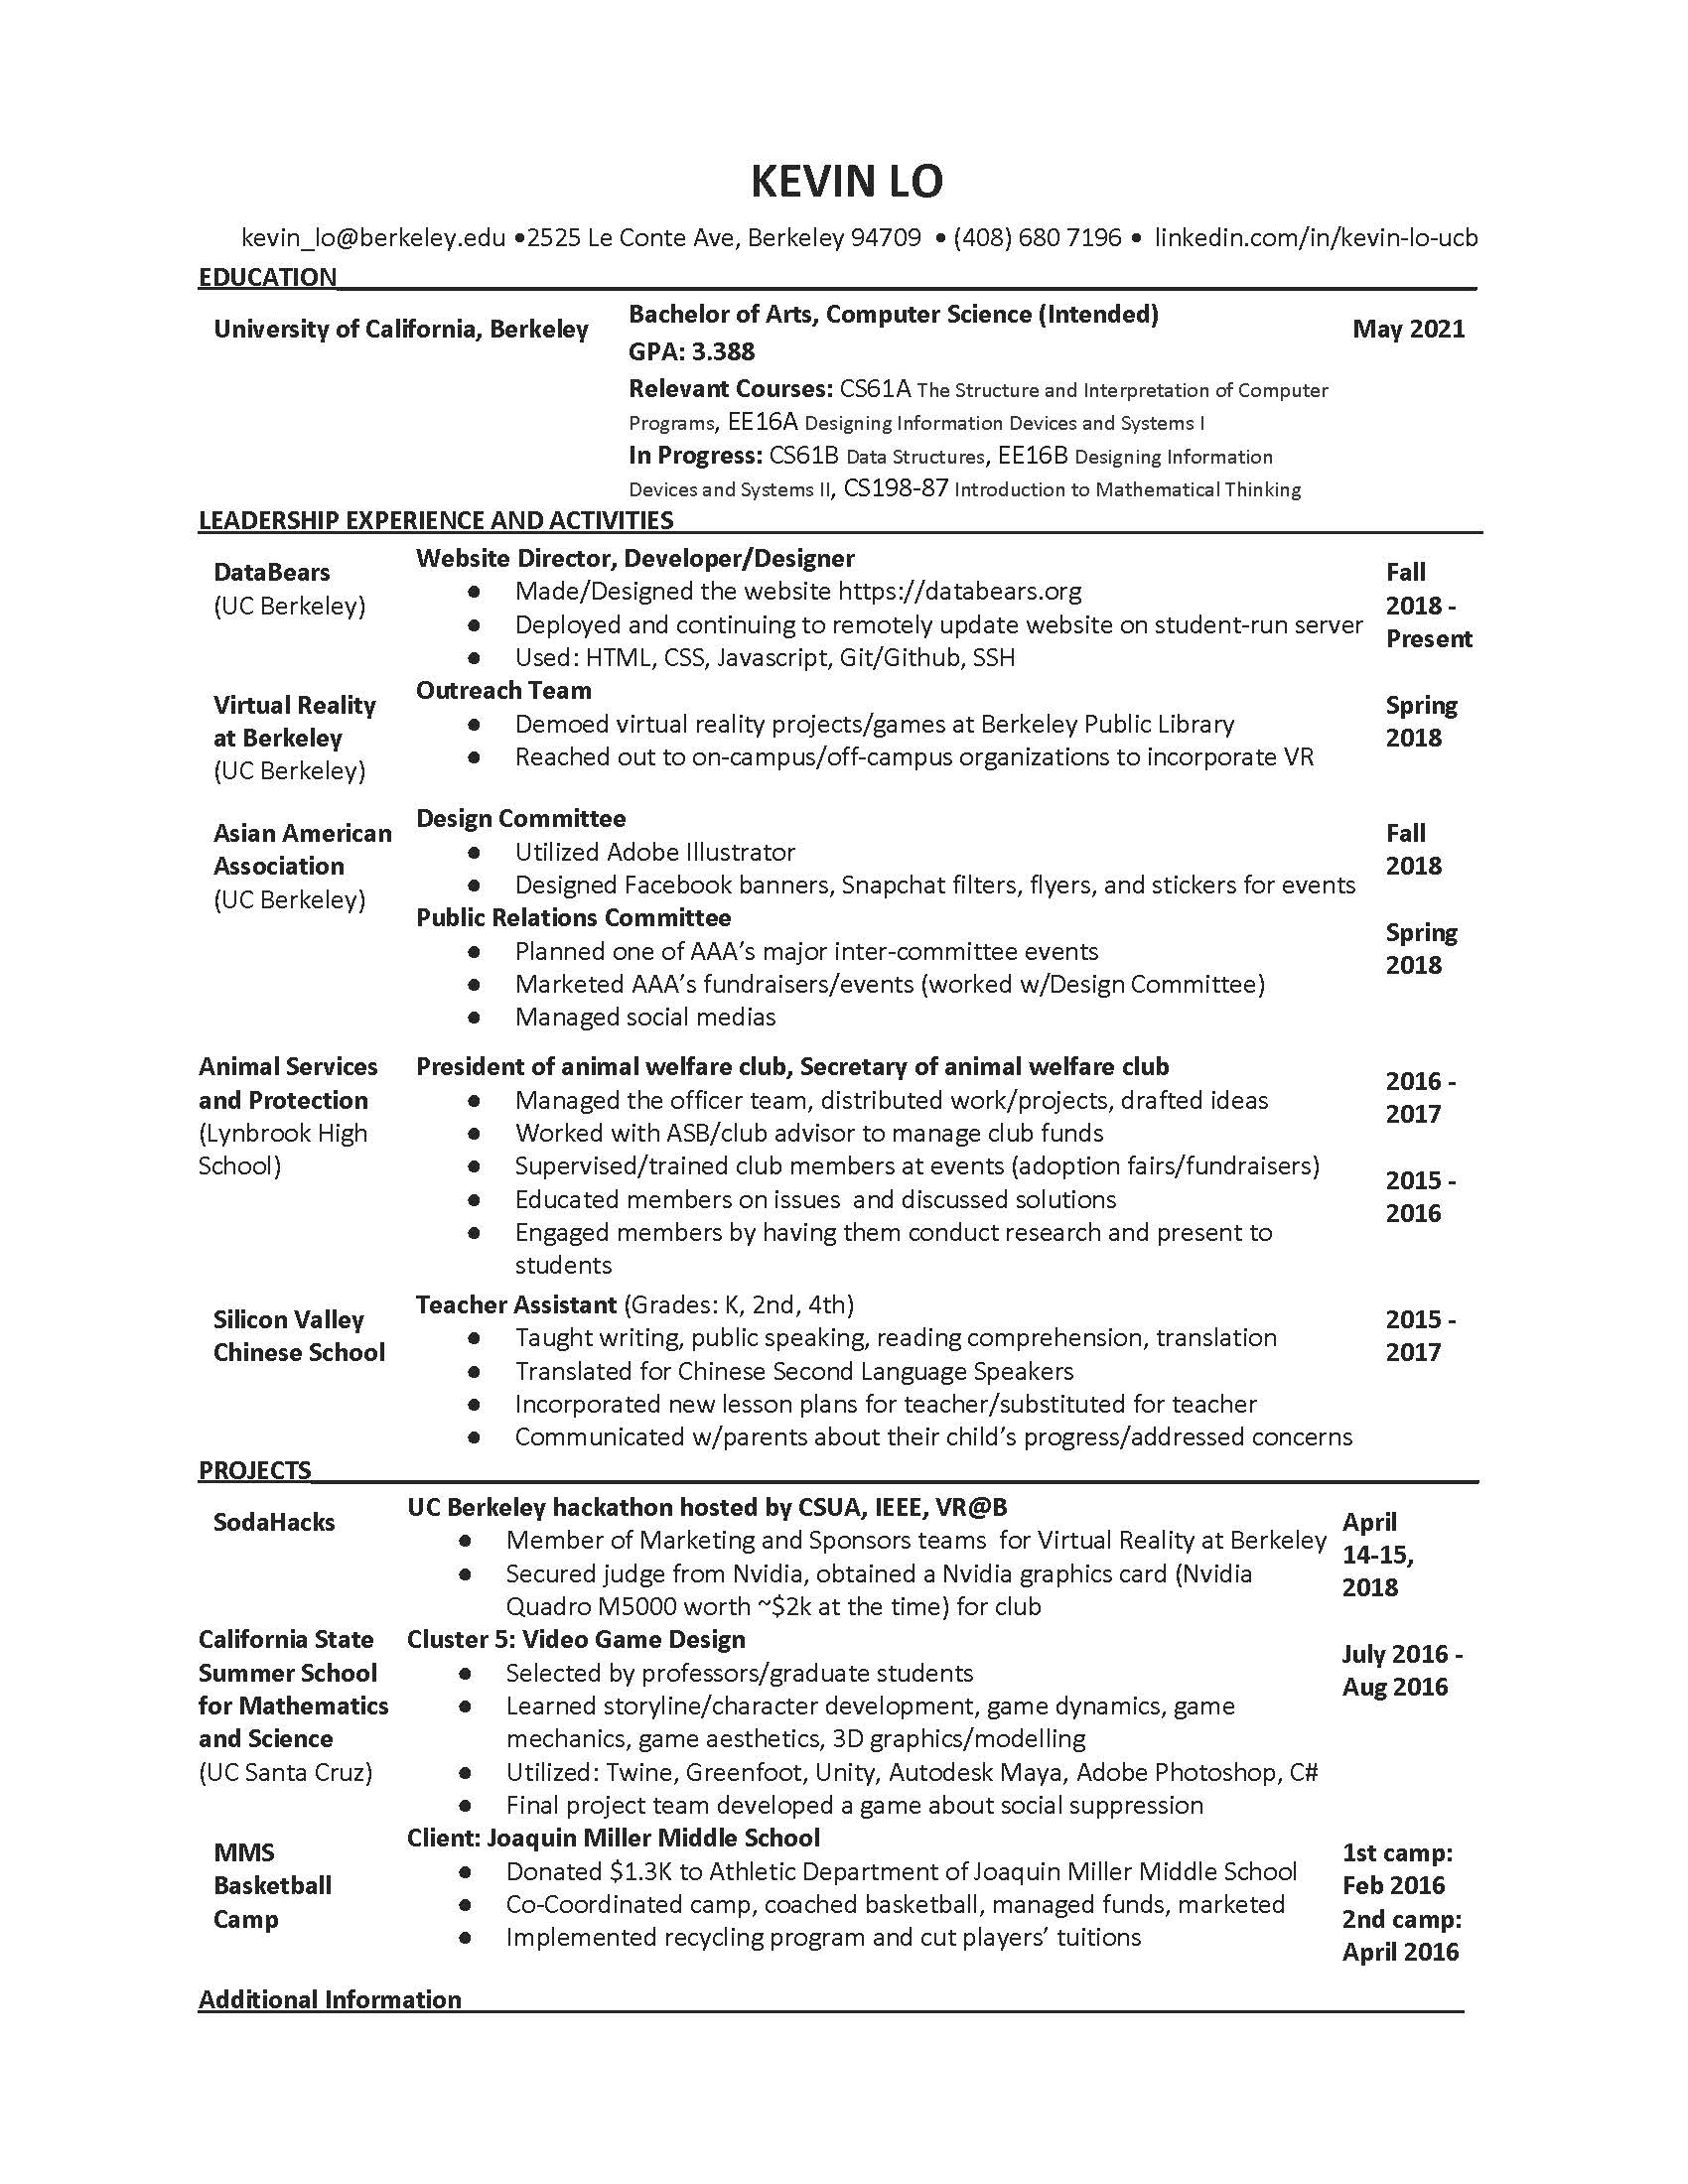 KEVIN LO
kevin_lo@berkeley.edu •2525 Le Conte Ave, Berkeley 94709 • (408) 680 7196 • linkedin.com/in/kevin-lo-ucb
EDUCATION
University of California, Berkeley
Bachelor of Arts, Computer Science (Intended)
GPA: 3.388
Relevant Courses: CS61A The Structure and Interpretation of Computer
Programs, EE16A Designing Information Devices and Systems I
In Progress: CS61B Data Structures, EE16B Designing Information
Devices and Systems II, CS198-87 Introduction to Mathematical Thinking
May 2021
LEADERSHIP EXPERIENCE AND ACTIVITIES
DataBears
(UC Berkeley)
Website Director, Developer/Designer
● Made/Designed the website https://databears.org
● Deployed and continuing to remotely update website on student-run server
● Used: HTML, CSS, Javascript, Git/Github, SSH
Fall
2018 -
Present
Virtual Reality
at Berkeley
(UC Berkeley)
Outreach Team
● Demoed virtual reality projects/games at Berkeley Public Library
● Reached out to on-campus/off-campus organizations to incorporate VR
Spring
2018
Asian American
Association
(UC Berkeley)
Design Committee
● Utilized Adobe Illustrator
● Designed Facebook banners, Snapchat filters, flyers, and stickers for events
Fall
2018
Public Relations Committee
● Planned one of AAA’s major inter-committee events
● Marketed AAA’s fundraisers/events (worked w/Design Committee)
● Managed social medias
Spring
2018
Animal Services
and Protection
(Lynbrook High
School)
President of animal welfare club, Secretary of animal welfare club
● Managed the officer team, distributed work/projects, drafted ideas
● Worked with ASB/club advisor to manage club funds
● Supervised/trained club members at events (adoption fairs/fundraisers)
● Educated members on issues  and discussed solutions
● Engaged members by having them conduct research and present to
students
2016 -
2017
2015 -
2016
Silicon Valley
Chinese School
Teacher Assistant (Grades: K, 2nd, 4th)
● Taught writing, public speaking, reading comprehension, translation
● Translated for Chinese Second Language Speakers
● Incorporated new lesson plans for teacher/substituted for teacher
● Communicated w/parents about their child’s progress/addressed concerns
2015 -
2017
PROJECTS
SodaHacks
UC Berkeley hackathon hosted by CSUA, IEEE, VR@B
● Member of Marketing and Sponsors teams  for Virtual Reality at Berkeley
● Secured judge from Nvidia, obtained a Nvidia graphics card (Nvidia
Quadro M5000 worth ~$2k at the time) for club
April
14-15,
2018
California State
Summer School
for Mathematics
and Science
(UC Santa Cruz)
Cluster 5: Video Game Design
● Selected by professors/graduate students
● Learned storyline/character development, game dynamics, game
mechanics, game aesthetics, 3D graphics/modelling
● Utilized: Twine, Greenfoot, Unity, Autodesk Maya, Adobe Photoshop, C#
● Final project team developed a game about social suppression
July 2016 -
Aug 2016
MMS
Basketball
Camp
Client: Joaquin Miller Middle School
● Donated $1.3K to Athletic Department of Joaquin Miller Middle School
● Co-Coordinated camp, coached basketball, managed funds, marketed
● Implemented recycling program and cut players’ tuitions
1st camp:
Feb 2016
2nd camp:
April 2016
Additional Information